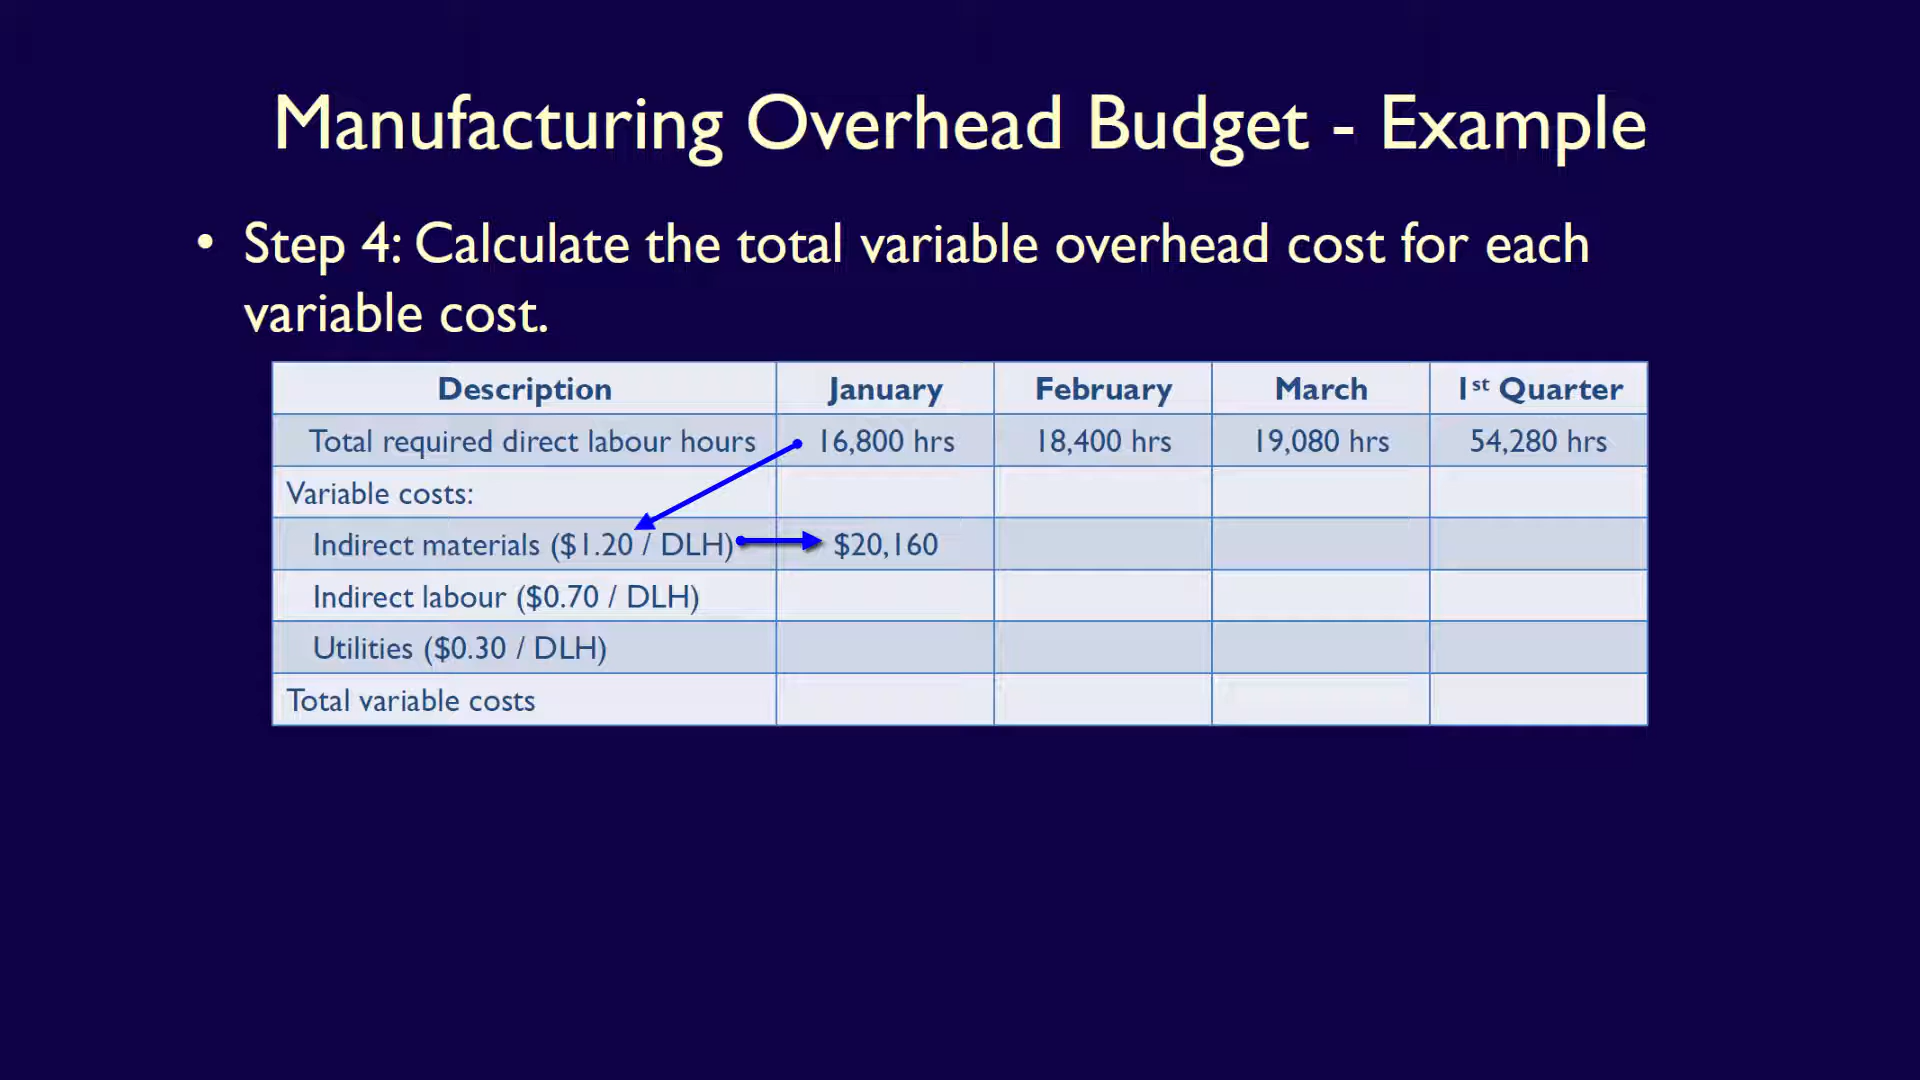 Manufacturing Overhead Budget - Example
• Step 4: Calculate the total variable overhead cost for each
variable cost.
Description January February March 1st Quarter
Total required direct labour hours 16,800 hrs 18,400 hrs 19,080 hrs 54,280 hrs
Variable costs:
Indirect materials ($1.20 / DLH) $20,160
Indirect labour ($0.70 / DLH)
Utilities ($0.30 / DLH)
Total variable costs